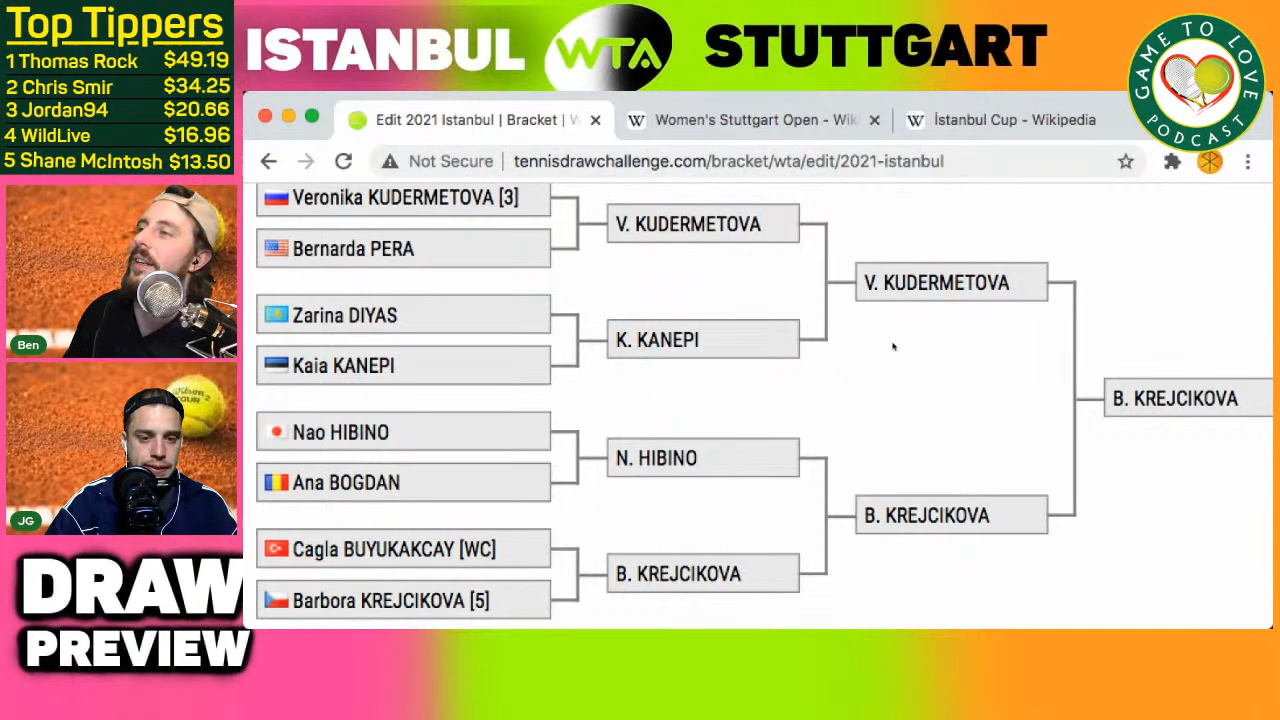 Top Tippers
1 Thomas Rock $49.19
2 Chris Smir $34.25
3 Jordan94 $20.66
4 WildLive $16.96
5 Shane McIntosh $13.50
ISTANBUL WTA STUTTGART
GAME TO LOVE
PODCAST
Edit 2021 Istanbul | Bracket |
Women's Stuttgart Open - Wik
İstanbul Cup - Wikipedia
Not Secure tennisdrawchallenge.com/bracket/wta/edit/2021-istanbul
Veronika KUDERMETOVA [3]
Bernarda PERA
Zarina DIYAS
Kaia KANEPI
Nao HIBINO
Ana BOGDAN
Cagla BUYUKAKCAY [WC]
Barbora KREJCIKOVA [5]
V. KUDERMETOVA
K. KANEPI
N. HIBINO
B. KREJCIKOVA
V. KUDERMETOVA
B. KREJCIKOVA
B. KREJCIKOVA
Ben
JG
DRAW
PREVIEW